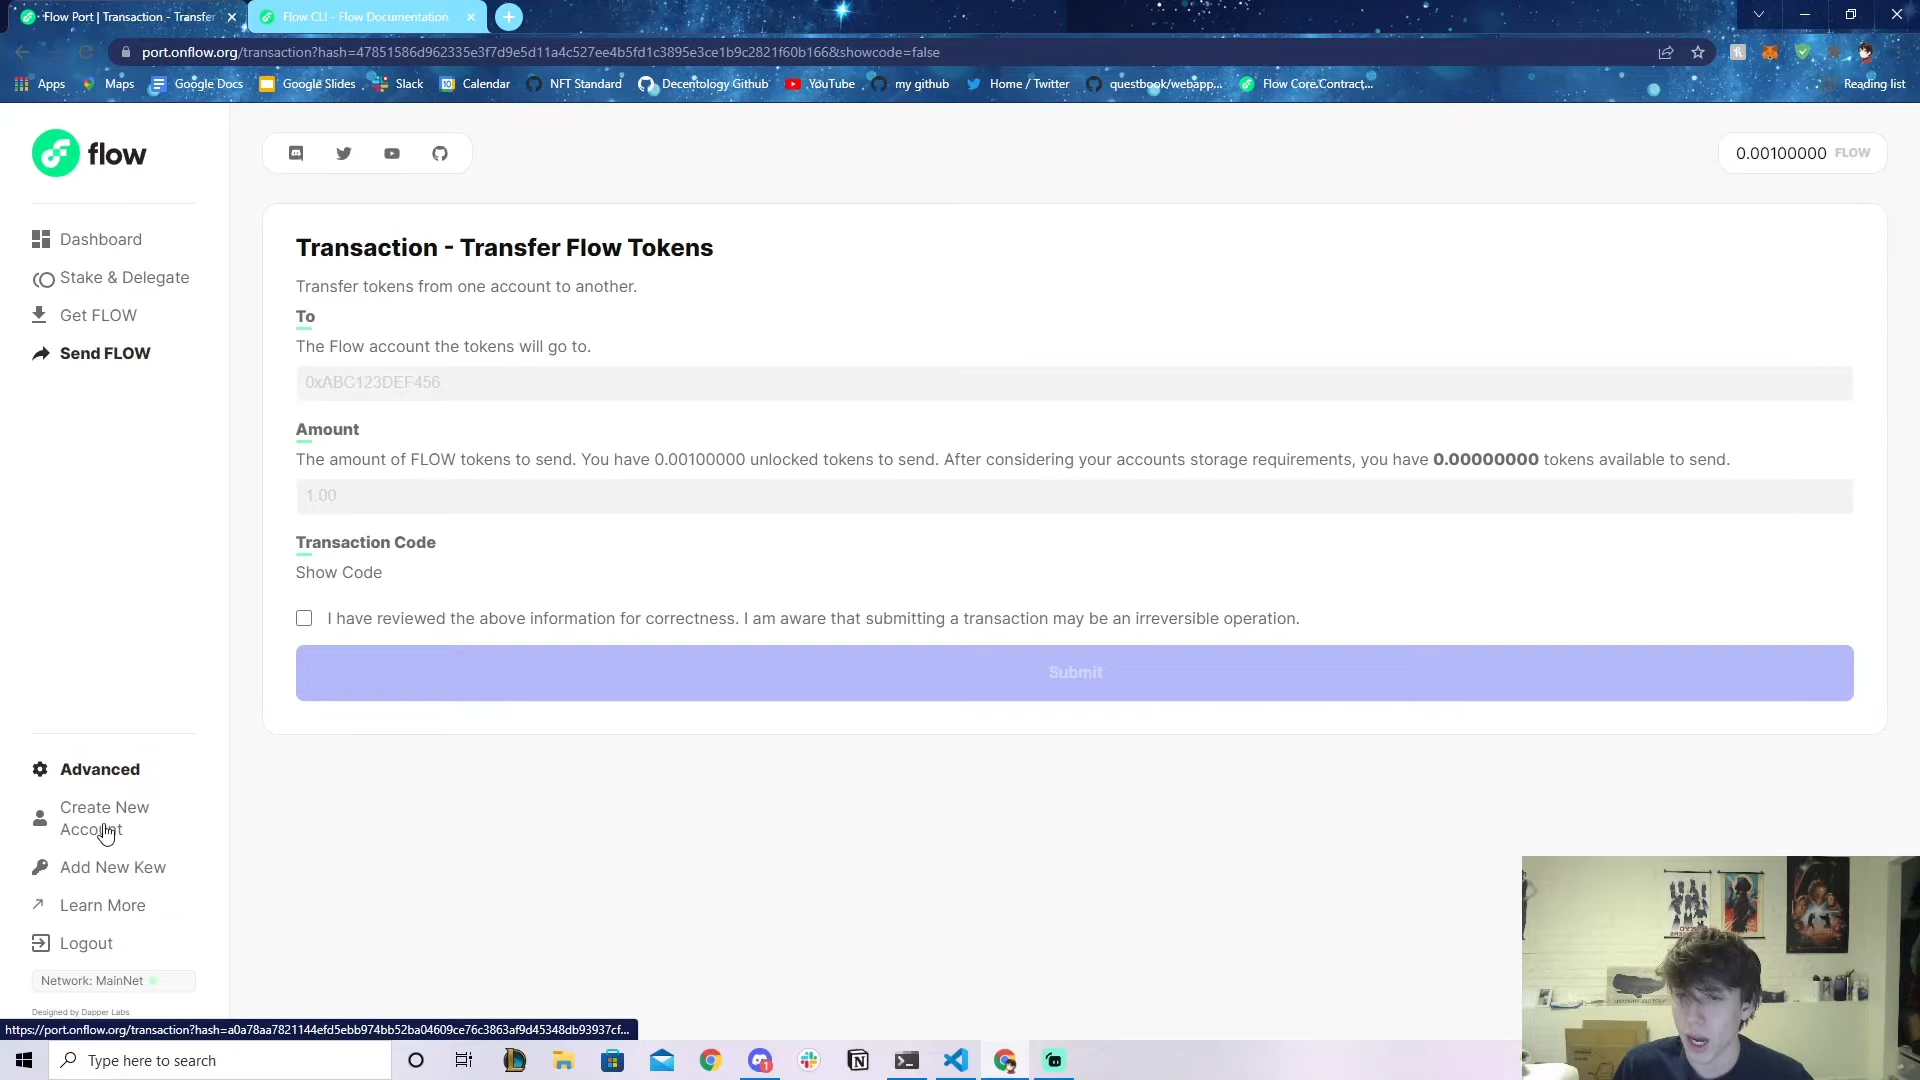 Flow Port | Transaction - Transfer
Flow CLI - Flow Documentation
port.onflow.org/transaction?hash=47851586d962335e3f7d9e5d11a4c527ee4b5fd1c3895e3ce1b9c2821f60b166&showcode=false
Apps
Maps
Google Docs
Google Slides
Slack
Calendar
NFT Standard
Decentology Github
YouTube
my github
Home / Twitter
questbook/webapp...
Flow Core Contract...
Reading list
flow
0.00100000 FLOW
Dashboard
Stake & Delegate
Get FLOW
Send FLOW
Transaction - Transfer Flow Tokens
Transfer tokens from one account to another.
To
The Flow account the tokens will go to.
0xABC123DEF456
Amount
The amount of FLOW tokens to send. You have 0.00100000 unlocked tokens to send. After considering your accounts storage requirements, you have 0.00000000 tokens available to send.
1.00
Transaction Code
Show Code
I have reviewed the above information for correctness. I am aware that submitting a transaction may be an irreversible operation.
Submit
Advanced
Create New
Account
Add New Kew
Learn More
Logout
Network: MainNet
Designed by Dapper Labs
https://port.onflow.org/transaction?hash=a0a78aa7821144efd5ebb974bb52ba04609ce76c3863af9d45348db93937cf...
Type here to search